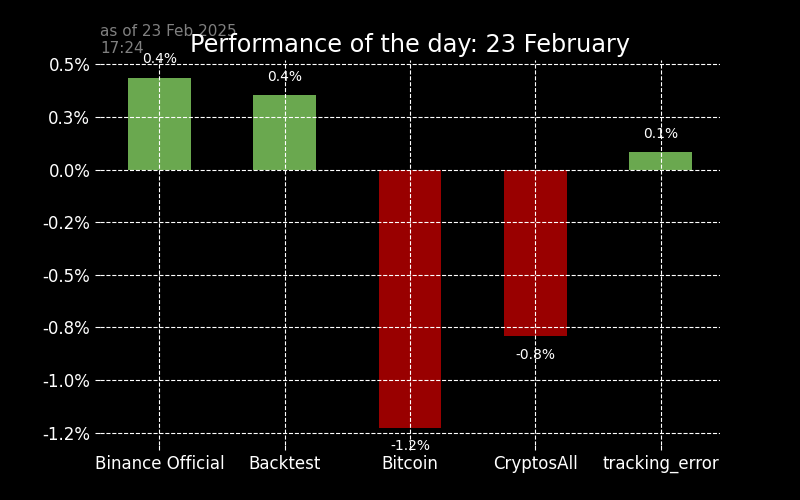 as of 23 Feb 2025
17:24
Performance of the day: 23 February
0.5%
0.3%
0.0%
-0.2%
-0.5%
-0.8%
-1.0%
-1.2%
0.4%
0.4%
-1.2%
-0.8%
0.1%
Binance Official
Backtest
Bitcoin
CryptosAll
tracking_error